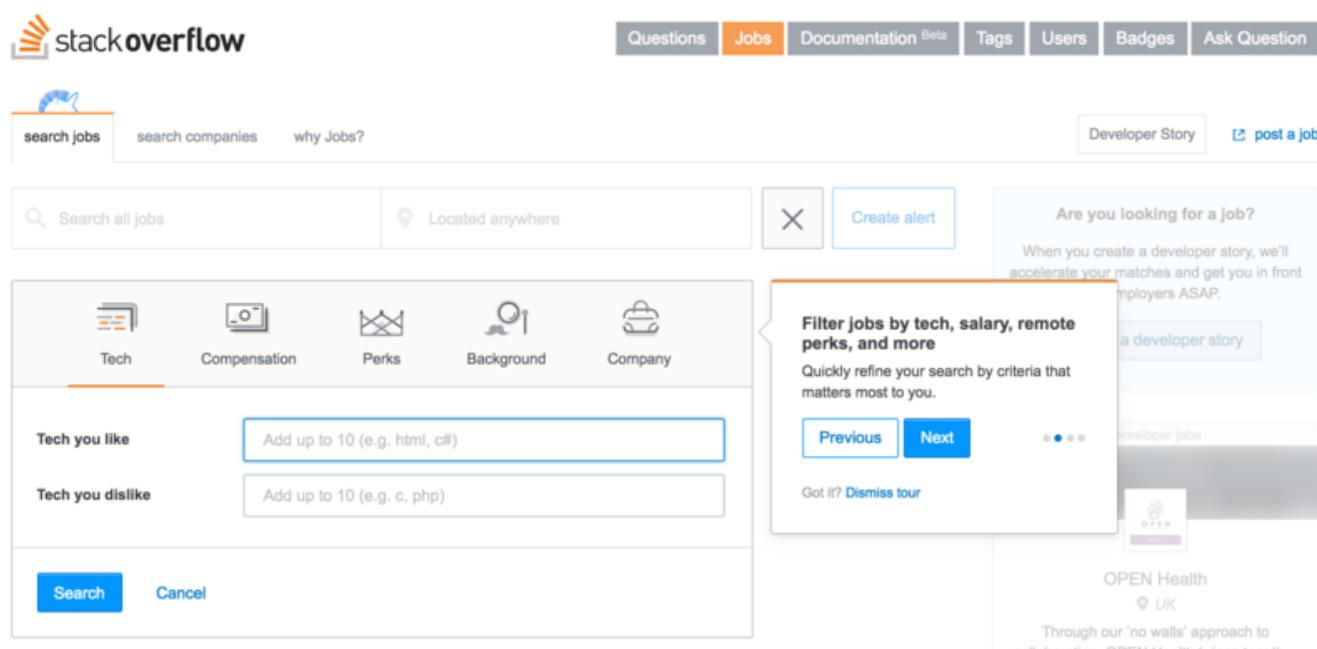 stackoverflow
Questions Jobs Documentation Beta Tags Users Badges Ask Question
search jobs search companies why Jobs? Developer Story post a job
Search all jobs Located anywhere Create alert
Are you looking for a job?
When you create a developer story, we'll
accelerate your matches and get you in front
employers ASAP.
a developer story
Tech Compensation Perks Background Company
Filter jobs by tech, salary, remote
perks, and more
Quickly refine your search by criteria that
matters most to you.
Previous Next
Got it? Dismiss tour
Tech you like Add up to 10 (e.g. html, c#)
Tech you dislike Add up to 10 (e.g. c, php)
Search Cancel
developer jobs
OPEN
OPEN Health
UK
Through our 'no walls' approach to